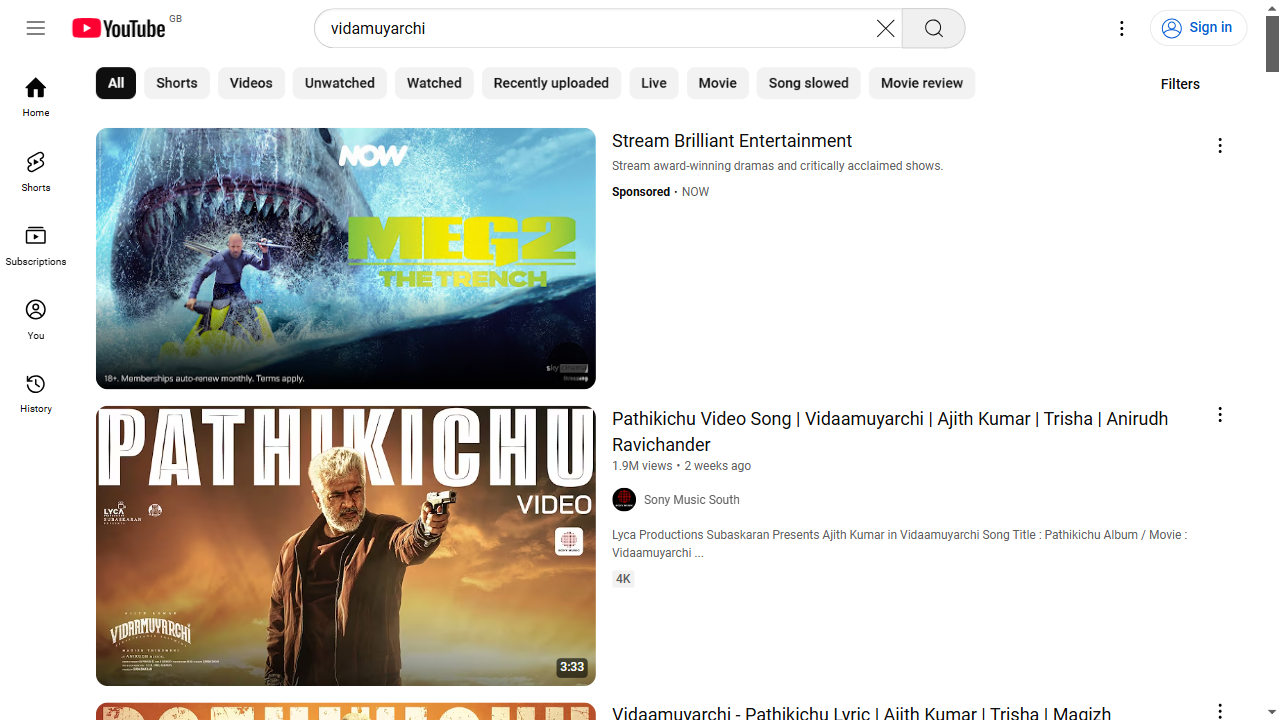 YouTube GB
vidamuyarchi
Sign in
All
Shorts
Videos
Unwatched
Watched
Recently uploaded
Live
Movie
Song slowed
Movie review
Filters
Home
Shorts
Subscriptions
You
History
NOW
MEG2
THE TRENCH
18+. Memberships auto-renew monthly. Terms apply.
Stream Brilliant Entertainment
Stream award-winning dramas and critically acclaimed shows.
Sponsored · NOW
PATHIKICHU
VIDEO
LYCA
SUBASKARAN
SONY MUSIC
AJITH KUMAR
VIDAAMUYARCHI
3:33
Pathikichu Video Song | Vidaamuyarchi | Ajith Kumar | Trisha | Anirudh
Ravichander
1.9M views • 2 weeks ago
Sony Music South
Lyca Productions Subaskaran Presents Ajith Kumar in Vidaamuyarchi Song Title : Pathikichu Album / Movie :
Vidaamuyarchi ...
4K
Vidaamuyarchi - Pathikichu Lyric | Ajith Kumar | Trisha | Magizh